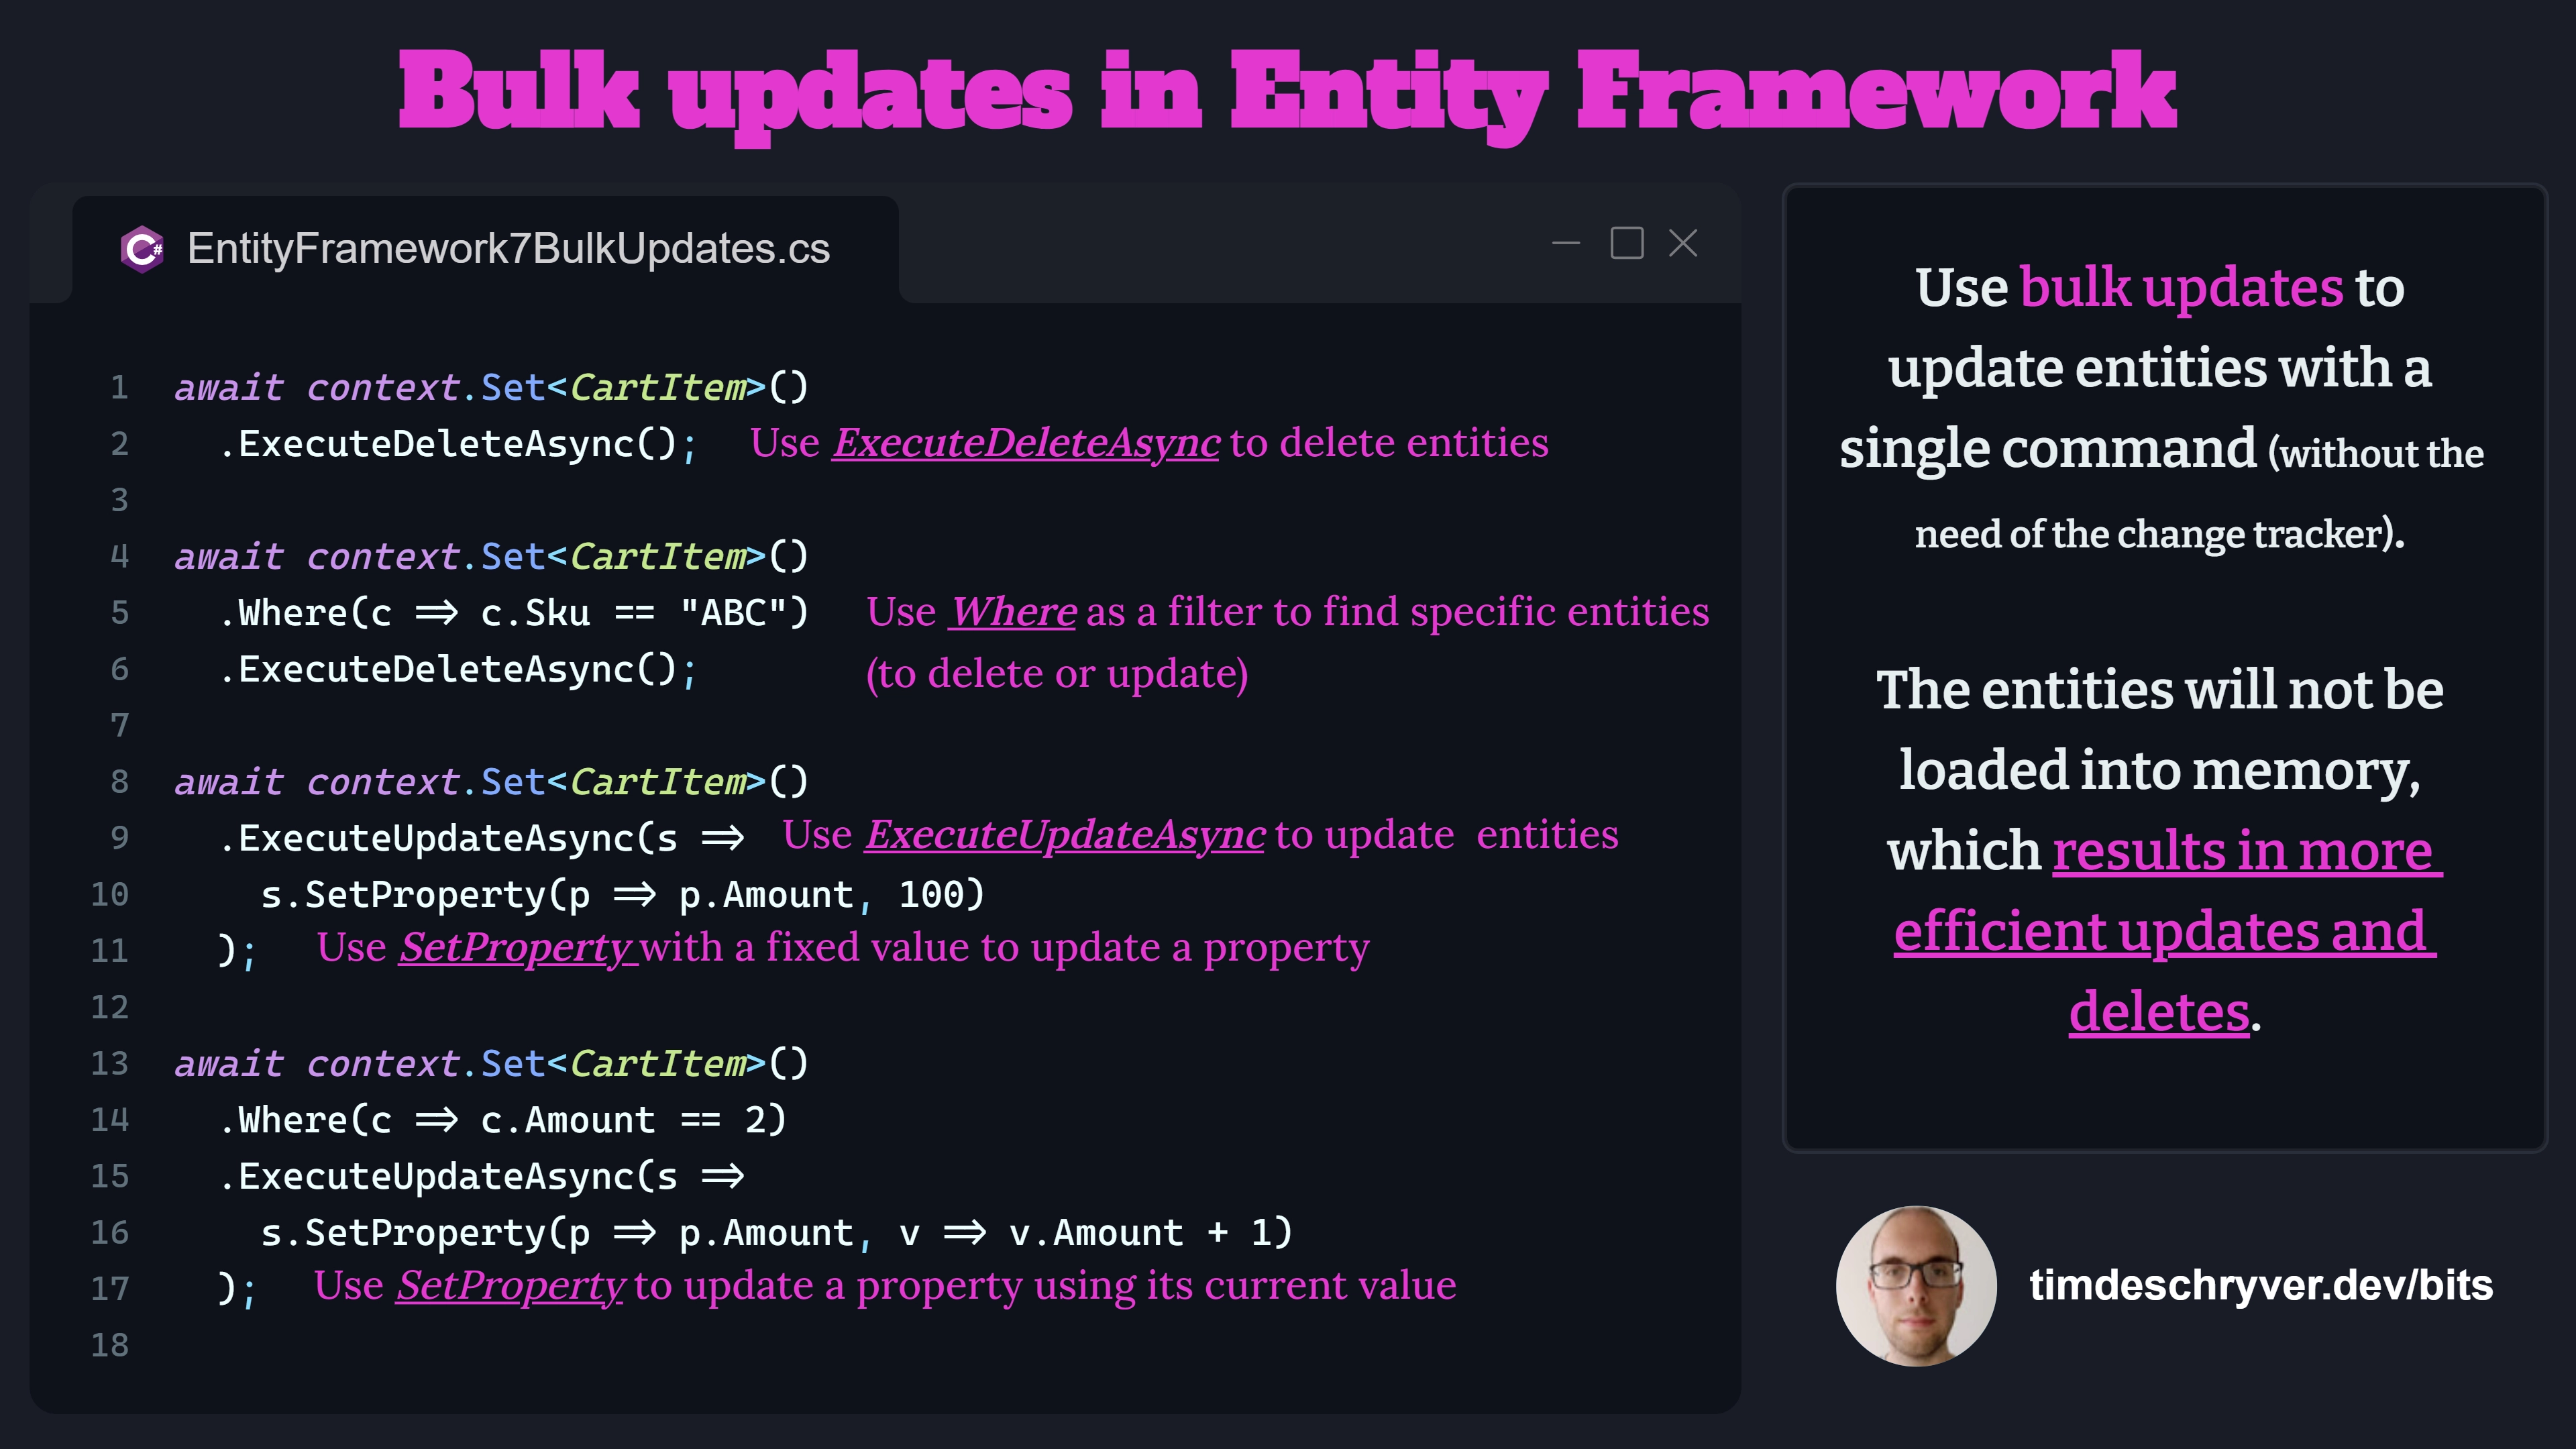 Bulk updates in Entity Framework
C#
EntityFramework7BulkUpdates.cs
1 await context.Set<CartItem>()
2 .ExecuteDeleteAsync(); Use ExecuteDeleteAsync to delete entities
3
4 await context.Set<CartItem>()
5 .Where(c => c.Sku == "ABC") Use Where as a filter to find specific entities
6 .ExecuteDeleteAsync(); (to delete or update)
7
8 await context.Set<CartItem>()
9 .ExecuteUpdateAsync(s => Use ExecuteUpdateAsync to update entities
10 s.SetProperty(p => p.Amount, 100)
11 ); Use SetProperty with a fixed value to update a property
12
13 await context.Set<CartItem>()
14 .Where(c => c.Amount == 2)
15 .ExecuteUpdateAsync(s =>
16 s.SetProperty(p => p.Amount, v => v.Amount + 1)
17 ); Use SetProperty to update a property using its current value
18
Use bulk updates to
update entities with a
single command (without the
need of the change tracker).
The entities will not be
loaded into memory,
which results in more
efficient updates and
deletes.
timdeschryver.dev/bits